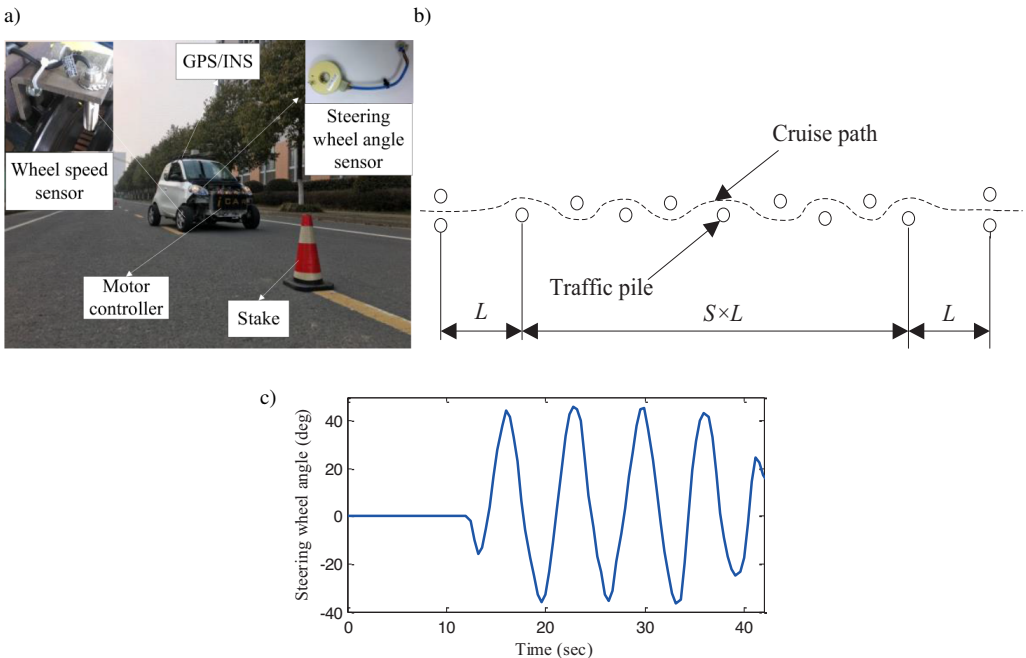 a)
GPS/INS
Wheel speed
sensor
Steering
wheel angle
sensor
Motor
controller
Stake
b)
Cruise path
Traffic pile
L
S×L
L
c)
Steering wheel angle (deg)
40
20
0
-20
-40
0
10
20
30
40
Time (sec)